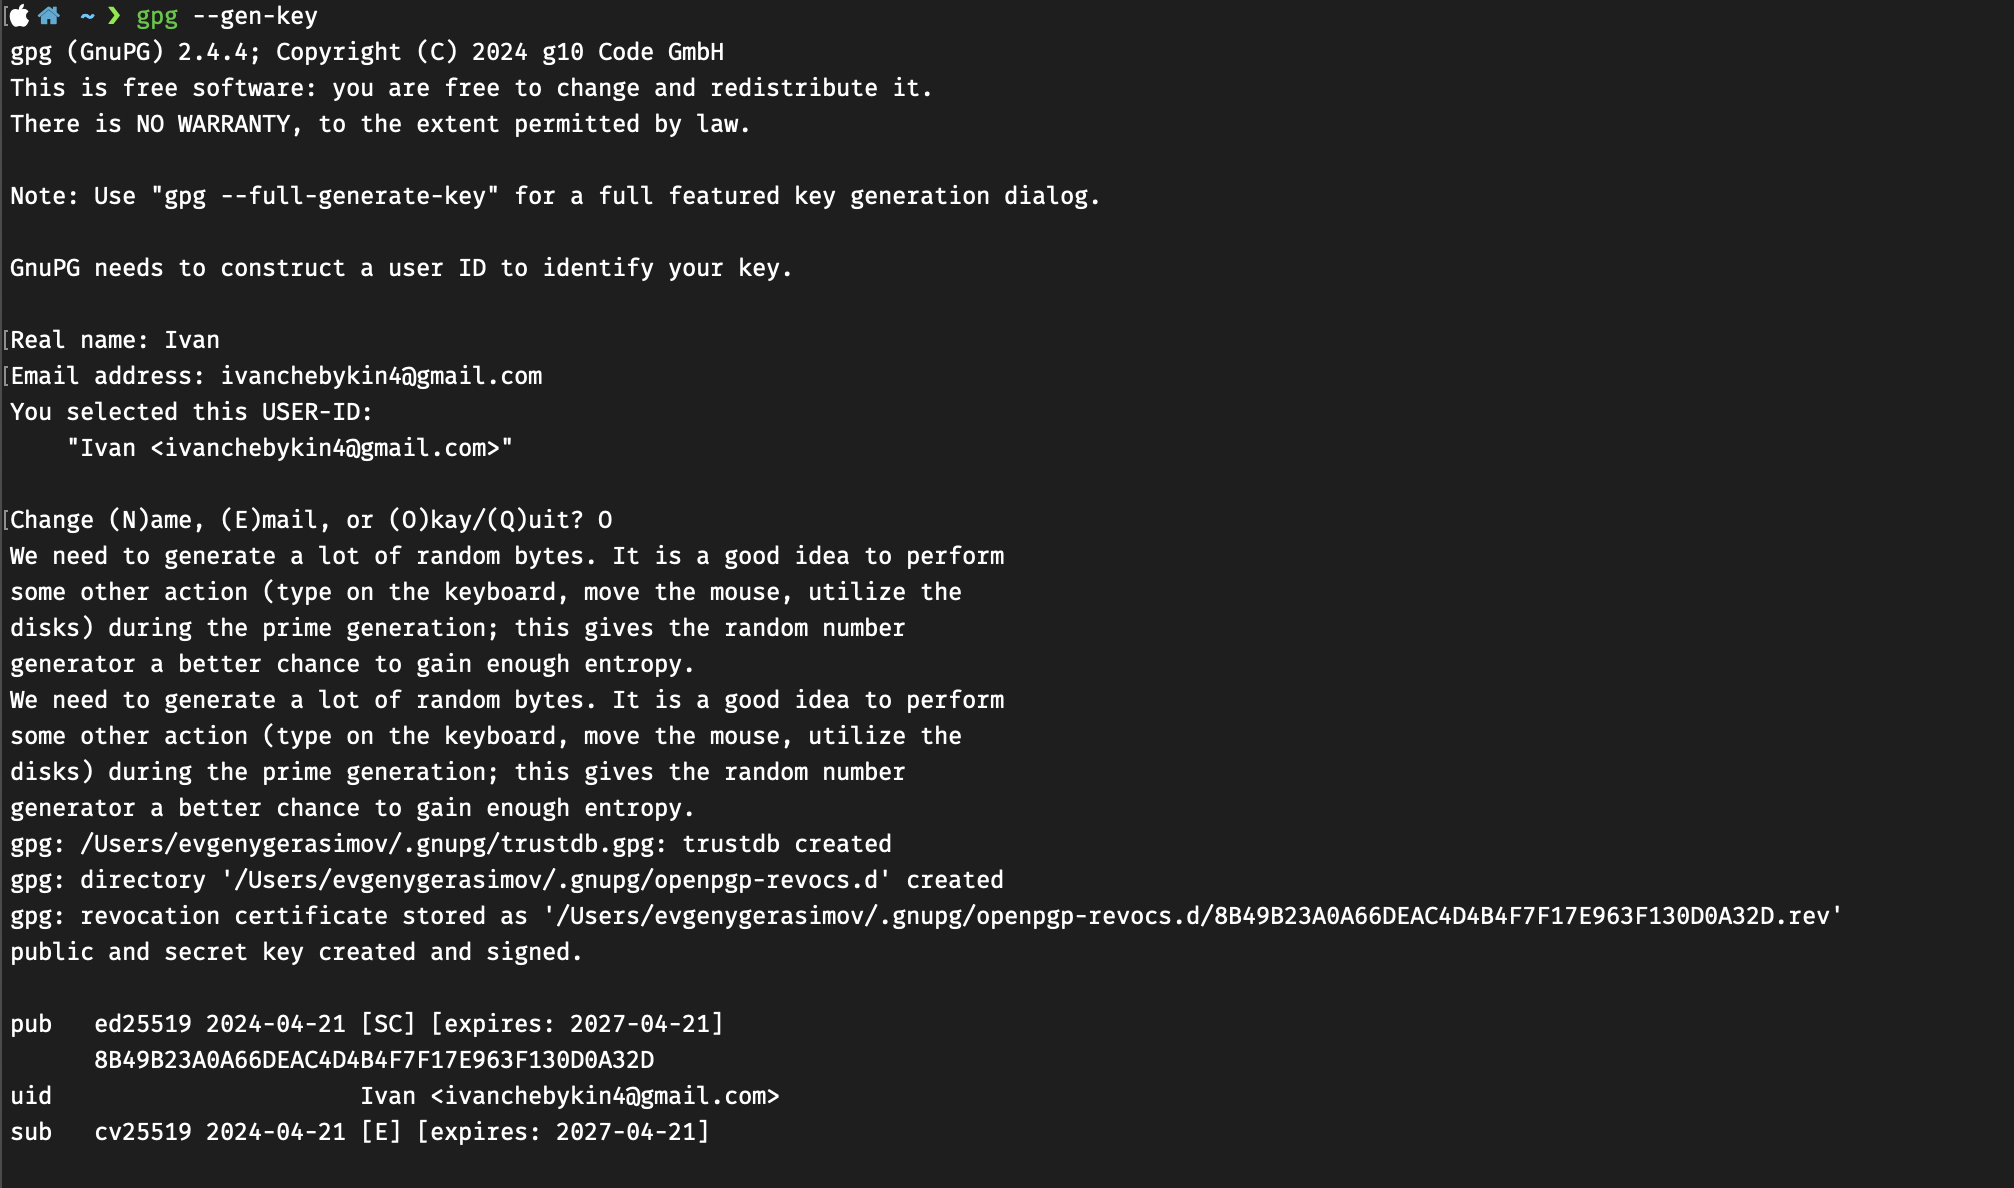 ~ ❯ gpg --gen-key
gpg (GnuPG) 2.4.4; Copyright (C) 2024 g10 Code GmbH
This is free software: you are free to change and redistribute it.
There is NO WARRANTY, to the extent permitted by law.
Note: Use "gpg --full-generate-key" for a full featured key generation dialog.
GnuPG needs to construct a user ID to identify your key.
[Real name: Ivan
[Email address: ivanchebykin4@gmail.com
You selected this USER-ID:
"Ivan <ivanchebykin4@gmail.com>"
[Change (N)ame, (E)mail, or (O)kay/(Q)uit? O
We need to generate a lot of random bytes. It is a good idea to perform
some other action (type on the keyboard, move the mouse, utilize the
disks) during the prime generation; this gives the random number
generator a better chance to gain enough entropy.
We need to generate a lot of random bytes. It is a good idea to perform
some other action (type on the keyboard, move the mouse, utilize the
disks) during the prime generation; this gives the random number
generator a better chance to gain enough entropy.
gpg: /Users/evgenygerasimov/.gnupg/trustdb.gpg: trustdb created
gpg: directory '/Users/evgenygerasimov/.gnupg/openpgp-revocs.d' created
gpg: revocation certificate stored as '/Users/evgenygerasimov/.gnupg/openpgp-revocs.d/8B49B23A0A66DEAC4D4B4F7F17E963F130D0A32D.rev'
public and secret key created and signed.
pub   ed25519 2024-04-21 [SC] [expires: 2027-04-21]
8B49B23A0A66DEAC4D4B4F7F17E963F130D0A32D
uid                      Ivan <ivanchebykin4@gmail.com>
sub   cv25519 2024-04-21 [E] [expires: 2027-04-21]